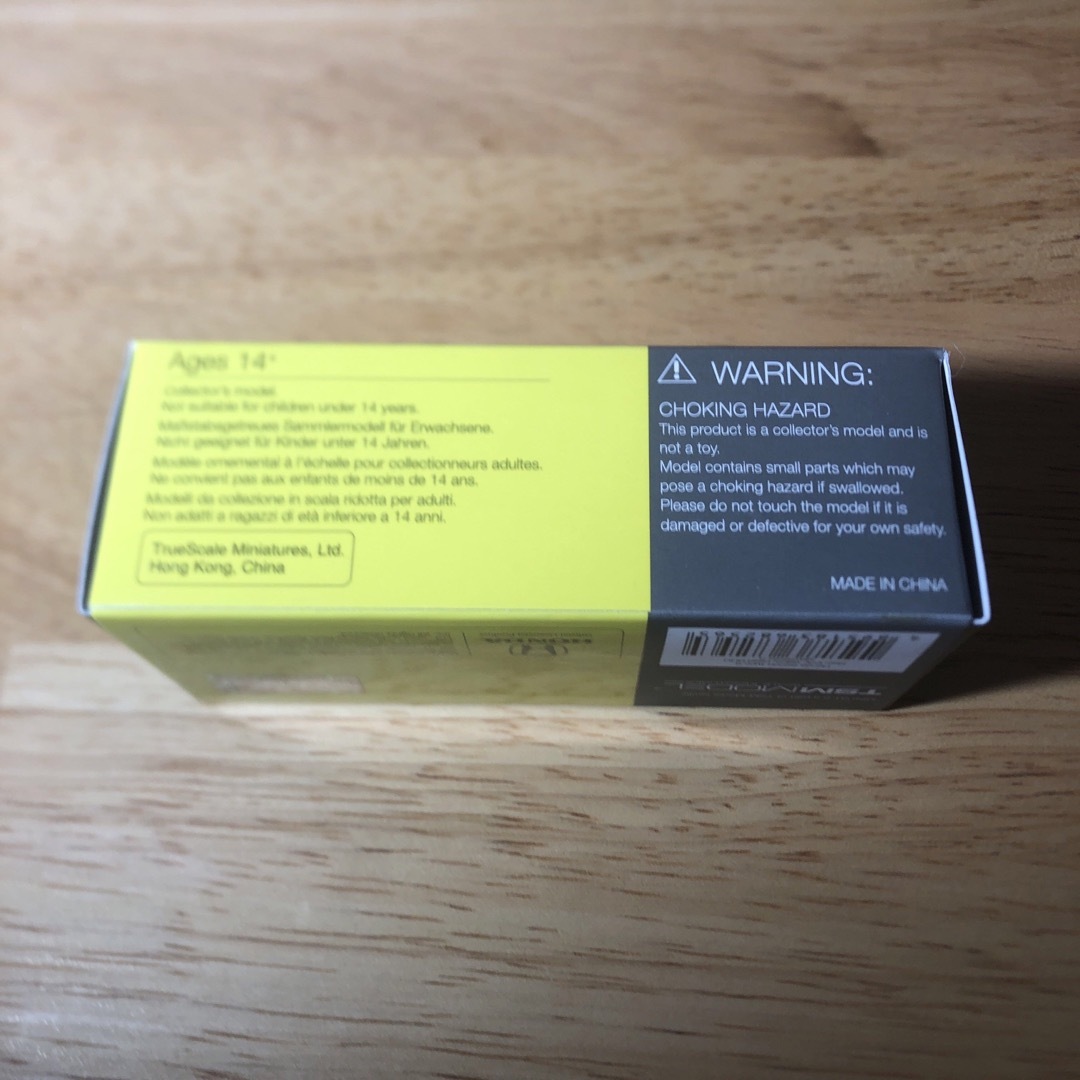 Ages 14+
Collector's model.
Not suitable for children under 14 years.
Maßstabsgetreues Sammlermodell für Erwachsene.
Nicht geeignet für Kinder unter 14 Jahren.
Modèle ornemental à l'échelle pour collectionneurs adultes.
Ne convient pas aux enfants de moins de 14 ans.
Modelli da collezione in scala ridotta per adulti.
Non adatti a ragazzi di età inferiore a 14 anni.
TrueScale Miniatures, Ltd.
Hong Kong, China
WARNING:
CHOKING HAZARD
This product is a collector's model and is
not a toy.
Model contains small parts which may
pose a choking hazard if swallowed.
Please do not touch the model if it is
damaged or defective for your own safety.
MADE IN CHINA
HONDA
TSMMODEL